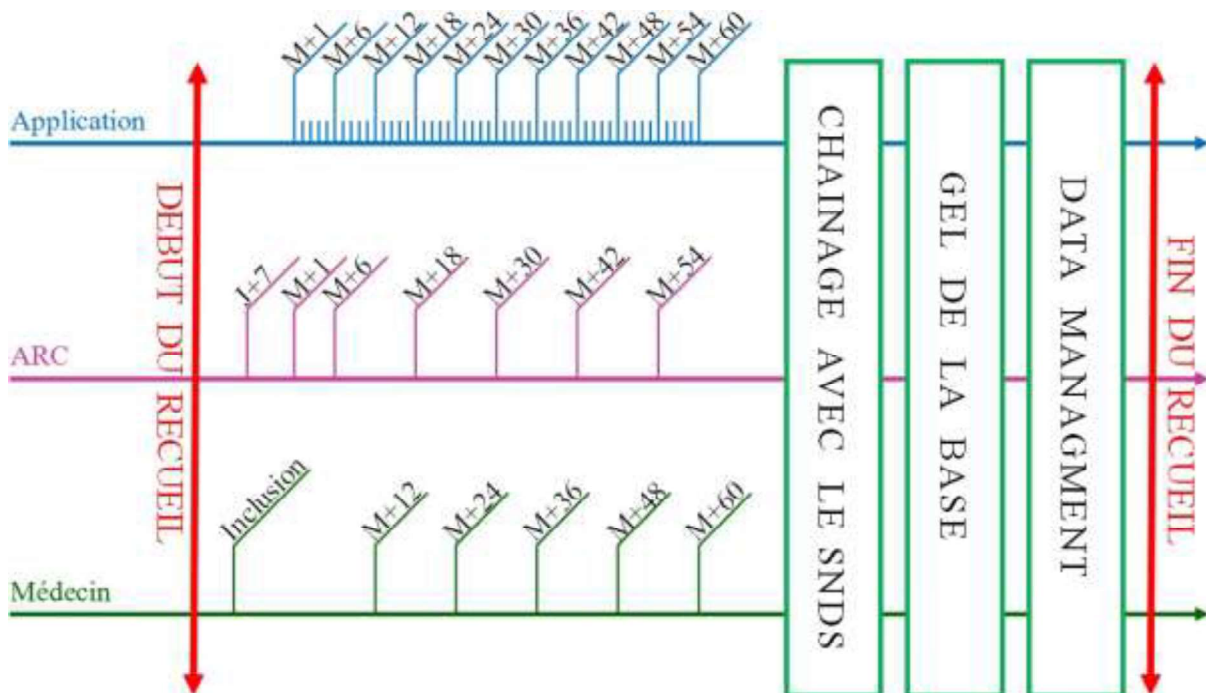 M+1
M+6
M+12
M+18
M+24
M+30
M+36
M+42
M+48
M+54
M+60
Application
J+7
M+1
M+6
M+18
M+30
M+42
M+54
ARC
Inclusion
M+12
M+24
M+36
M+48
M+60
Médecin
DEBUT DU RECUEIL
CHAINAGE AVEC LE SNDS
GEL DE LA BASE
DATA MANAGMENT
FIN DU RECUEIL